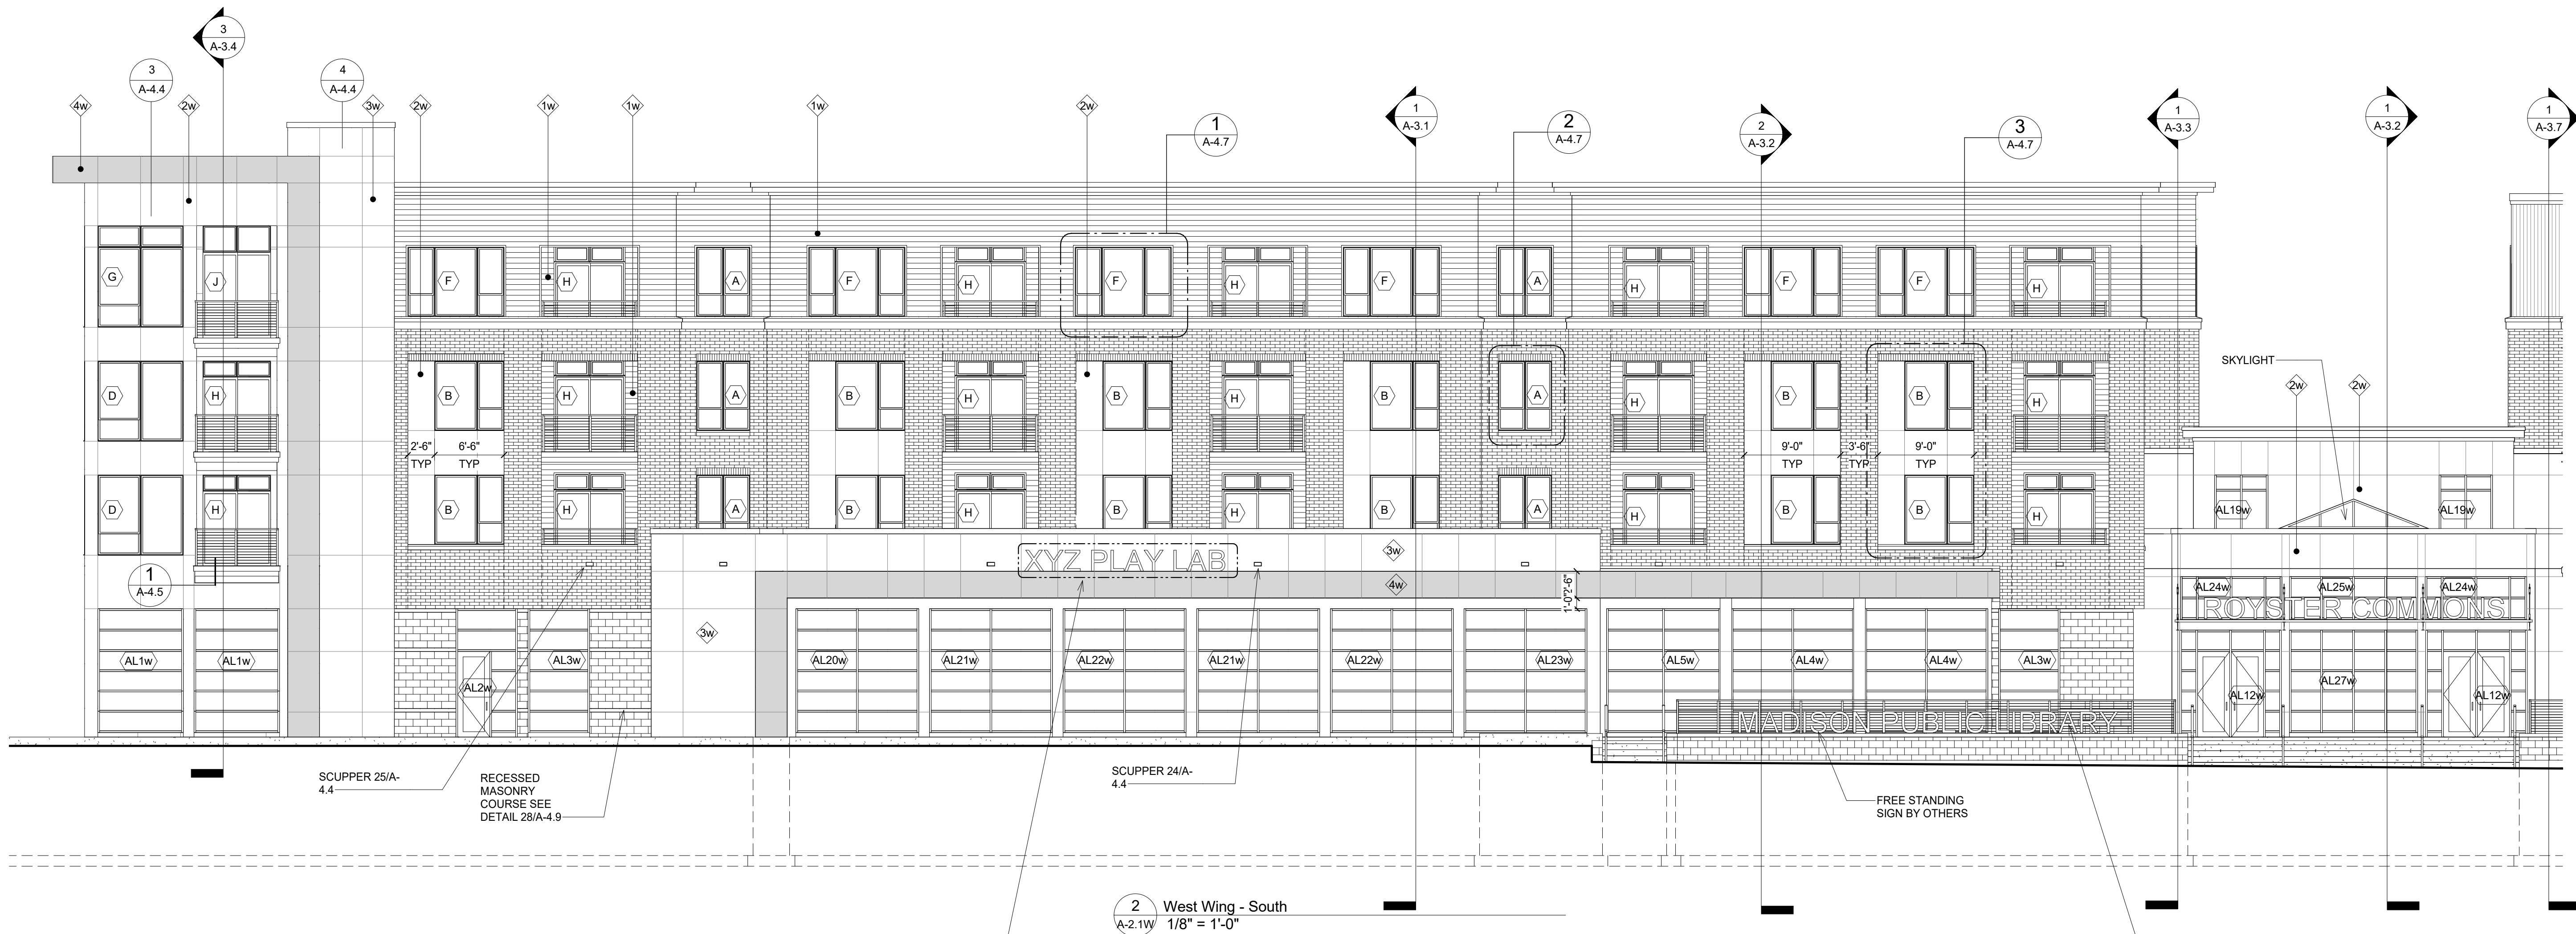 3
A-3.4
3
A-4.4
4
A-4.4
4w
2w
3w
2w
1w
1w
1w
2w
1
A-4.7
1
A-3.1
2
A-4.7
2
A-3.2
3
A-4.7
1
A-3.3
1
A-3.2
1
A-3.7
G
J
F
H
A
F
H
F
H
F
A
H
F
F
H
SKYLIGHT
2w
2w
D
H
B
H
A
B
H
B
H
B
A
H
B
B
H
2'-6"
6'-6"
9'-0"
3'-6"
9'-0"
TYP
TYP
TYP
TYP
TYP
D
H
B
H
A
B
H
B
H
B
A
H
B
B
H
AL19w
AL19w
1
A-4.5
XYZ PLAY LAB
3w
4w
2'-6"
1'-0"
AL24w
AL25w
AL24w
ROYSTER COMMONS
3w
AL1w
AL1w
AL2w
AL3w
AL20w
AL21w
AL22w
AL21w
AL22w
AL23w
AL5w
AL4w
AL4w
AL3w
AL27w
AL12w
AL12w
MADISON PUBLIC LIBRARY
SCUPPER 25/A-
4.4
RECESSED
MASONRY
COURSE SEE
DETAIL 28/A-4.9
SCUPPER 24/A-
4.4
FREE STANDING
SIGN BY OTHERS
2
A-2.1W
West Wing - South
1/8" = 1'-0"